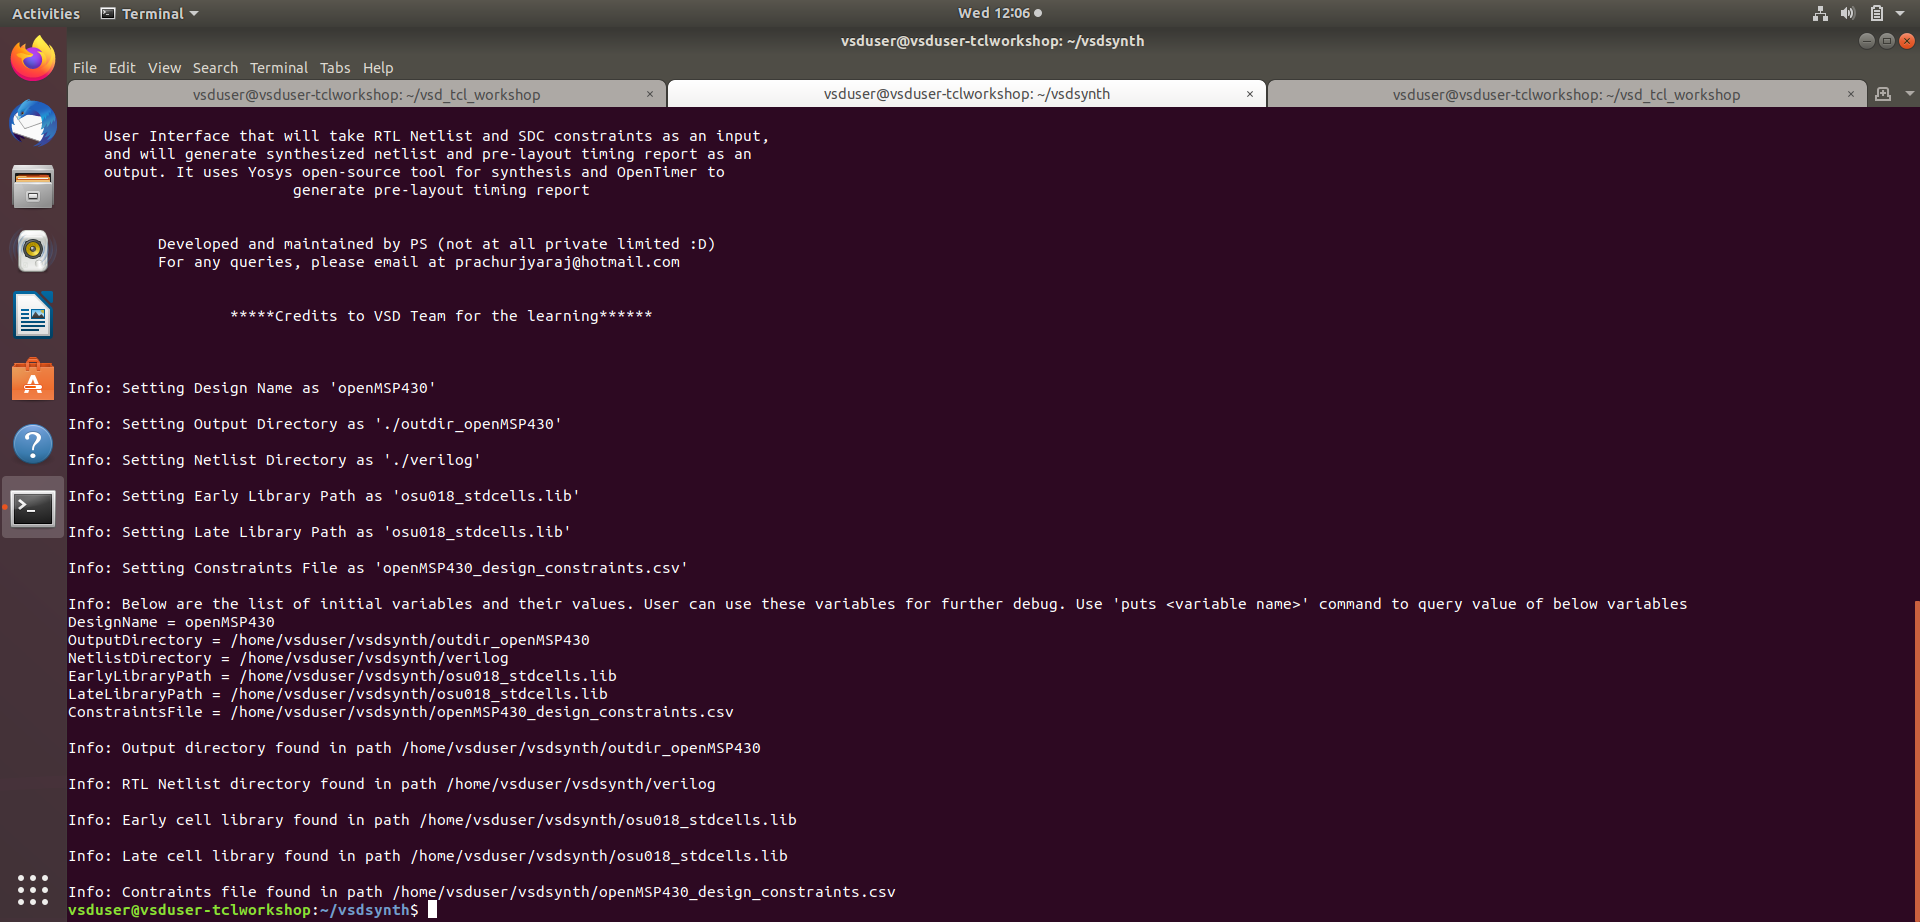 Activities
Terminal
Wed 12:06
vsduser@vsduser-tclworkshop: ~/vsdsynth
File Edit View Search Terminal Tabs Help
vsduser@vsduser-tclworkshop: ~/vsd_tcl_workshop
vsduser@vsduser-tclworkshop: ~/vsdsynth
vsduser@vsduser-tclworkshop: ~/vsd_tcl_workshop
User Interface that will take RTL Netlist and SDC constraints as an input,
and will generate synthesized netlist and pre-layout timing report as an
output. It uses Yosys open-source tool for synthesis and OpenTimer to
generate pre-layout timing report
Developed and maintained by PS (not at all private limited :D)
For any queries, please email at prachurjyaraj@hotmail.com
*****Credits to VSD Team for the learning******
Info: Setting Design Name as 'openMSP430'
Info: Setting Output Directory as './outdir_openMSP430'
Info: Setting Netlist Directory as './verilog'
Info: Setting Early Library Path as 'osu018_stdcells.lib'
Info: Setting Late Library Path as 'osu018_stdcells.lib'
Info: Setting Constraints File as 'openMSP430_design_constraints.csv'
Info: Below are the list of initial variables and their values. User can use these variables for further debug. Use 'puts <variable name>' command to query value of below variables
DesignName = openMSP430
OutputDirectory = /home/vsduser/vsdsynth/outdir_openMSP430
NetlistDirectory = /home/vsduser/vsdsynth/verilog
EarlyLibraryPath = /home/vsduser/vsdsynth/osu018_stdcells.lib
LateLibraryPath = /home/vsduser/vsdsynth/osu018_stdcells.lib
ConstraintsFile = /home/vsduser/vsdsynth/openMSP430_design_constraints.csv
Info: Output directory found in path /home/vsduser/vsdsynth/outdir_openMSP430
Info: RTL Netlist directory found in path /home/vsduser/vsdsynth/verilog
Info: Early cell library found in path /home/vsduser/vsdsynth/osu018_stdcells.lib
Info: Late cell library found in path /home/vsduser/vsdsynth/osu018_stdcells.lib
Info: Contraints file found in path /home/vsduser/vsdsynth/openMSP430_design_constraints.csv
vsduser@vsduser-tclworkshop:~/vsdsynth$